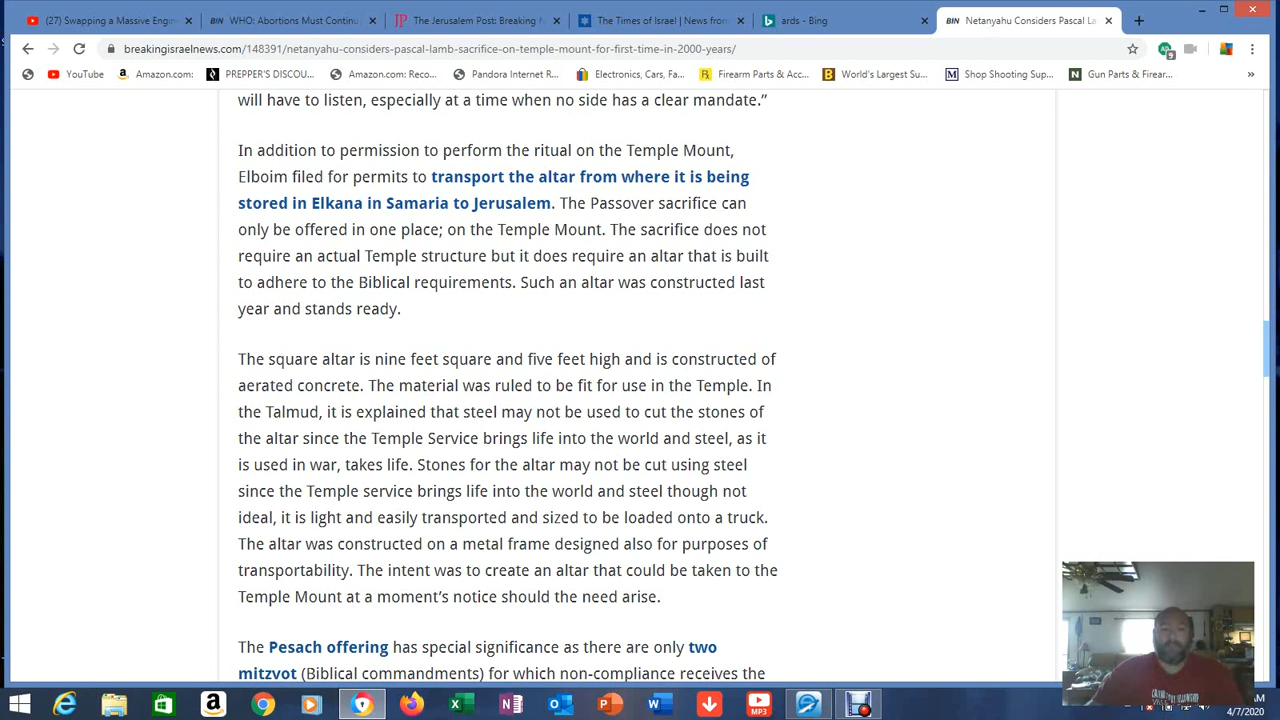 (27) Swapping a Massive Engin
BIN WHO: Abortions Must Continu
JP The Jerusalem Post: Breaking N
The Times of Israel | News from
ards - Bing
BIN Netanyahu Considers Pascal La
breakingisraelnews.com/148391/netanyahu-considers-pascal-lamb-sacrifice-on-temple-mount-for-first-time-in-2000-years/
YouTube
Amazon.com:
PREPPER'S DISCOU...
Amazon.com: Reco...
Pandora Internet R...
Electronics, Cars, Fa...
Firearm Parts & Acc...
World's Largest Su...
Shop Shooting Sup...
Gun Parts & Firear...
will have to listen, especially at a time when no side has a clear mandate.”
In addition to permission to perform the ritual on the Temple Mount,
Elboim filed for permits to transport the altar from where it is being
stored in Elkana in Samaria to Jerusalem. The Passover sacrifice can
only be offered in one place; on the Temple Mount. The sacrifice does not
require an actual Temple structure but it does require an altar that is built
to adhere to the Biblical requirements. Such an altar was constructed last
year and stands ready.
The square altar is nine feet square and five feet high and is constructed of
aerated concrete. The material was ruled to be fit for use in the Temple. In
the Talmud, it is explained that steel may not be used to cut the stones of
the altar since the Temple Service brings life into the world and steel, as it
is used in war, takes life. Stones for the altar may not be cut using steel
since the Temple service brings life into the world and steel though not
ideal, it is light and easily transported and sized to be loaded onto a truck.
The altar was constructed on a metal frame designed also for purposes of
transportability. The intent was to create an altar that could be taken to the
Temple Mount at a moment’s notice should the need arise.
The Pesach offering has special significance as there are only two
mitzvot (Biblical commandments) for which non-compliance receives the
MP3
AM
4/7/2020